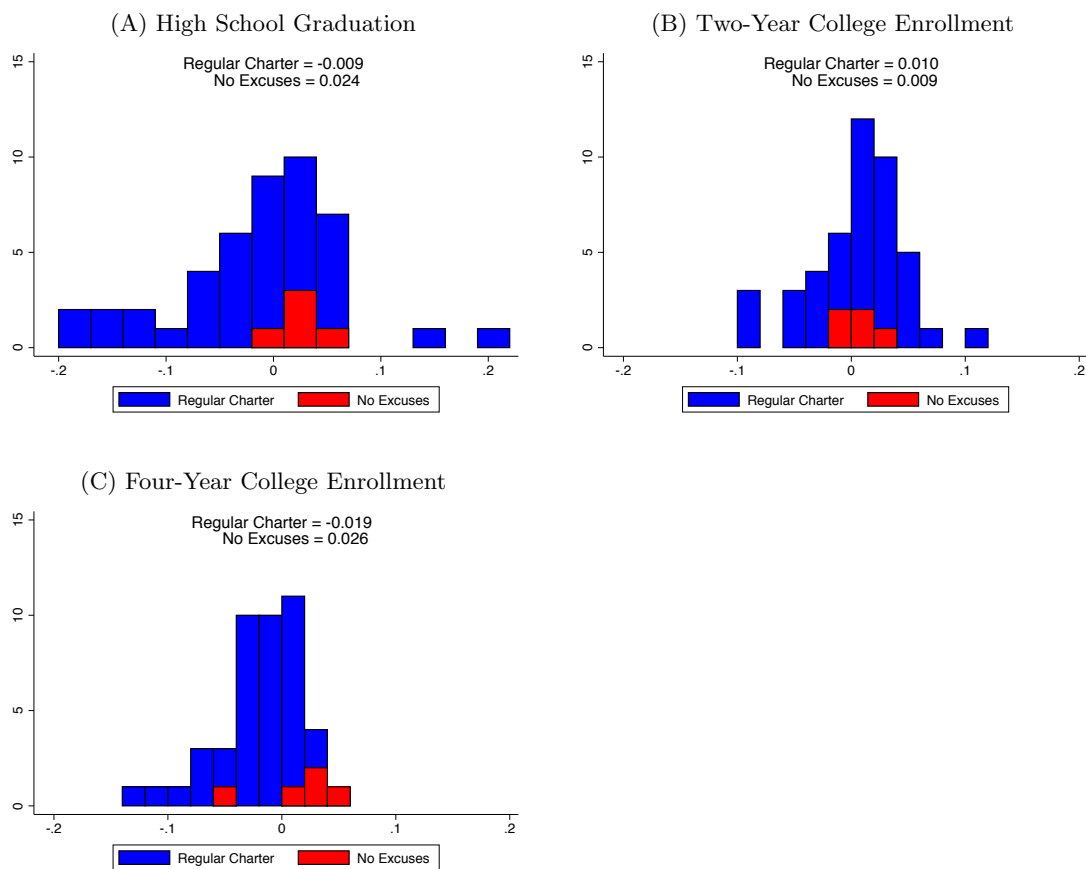 (A) High School Graduation
Regular Charter = -0.009
No Excuses = 0.024
15
10
5
0
-.2 -.1 0 .1 .2
Regular Charter No Excuses
(B) Two-Year College Enrollment
Regular Charter = 0.010
No Excuses = 0.009
15
10
5
0
-.2 -.1 0 .1 .2
Regular Charter No Excuses
(C) Four-Year College Enrollment
Regular Charter = -0.019
No Excuses = 0.026
15
10
5
0
-.2 -.1 0 .1 .2
Regular Charter No Excuses